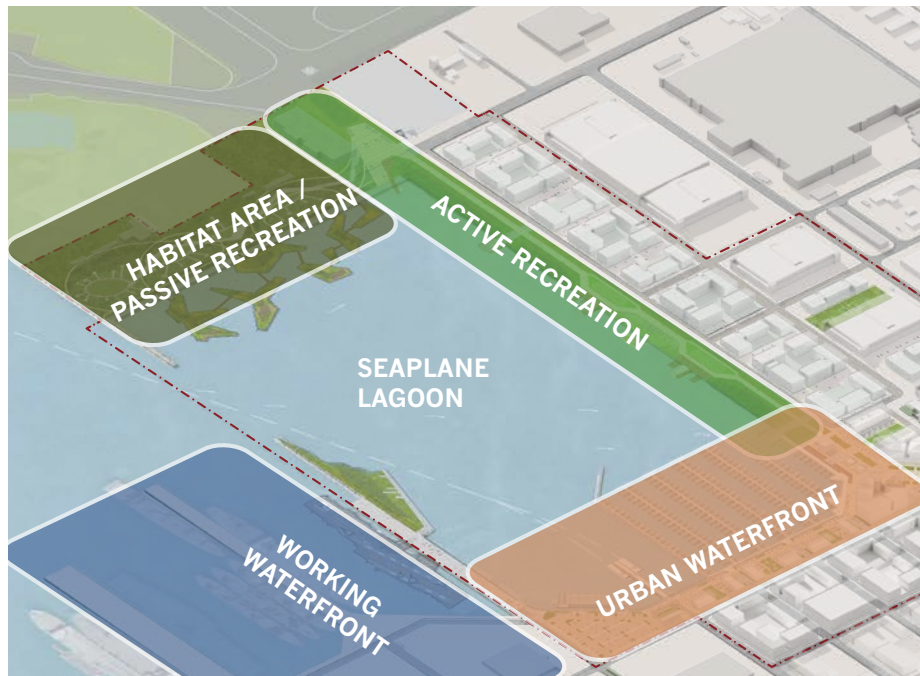 HABITAT AREA /
PASSIVE RECREATION
ACTIVE RECREATION
SEAPLANE
LAGOON
WORKING
WATERFRONT
URBAN WATERFRONT